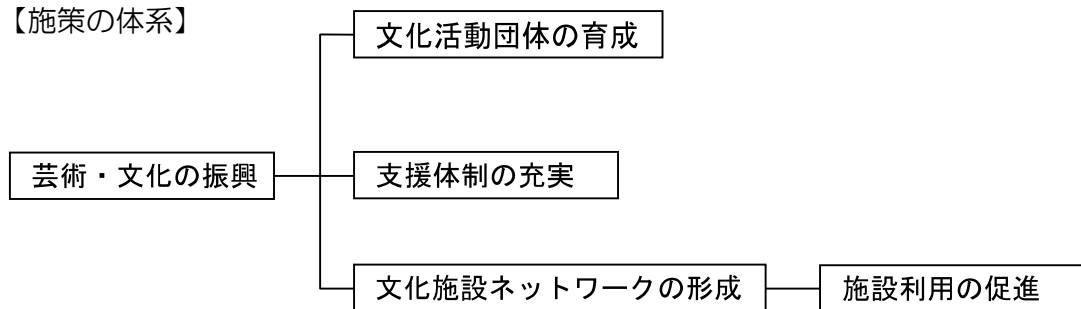 【施策の体系】
文化活動団体の育成
芸術・文化の振興
支援体制の充実
文化施設ネットワークの形成
施設利用の促進